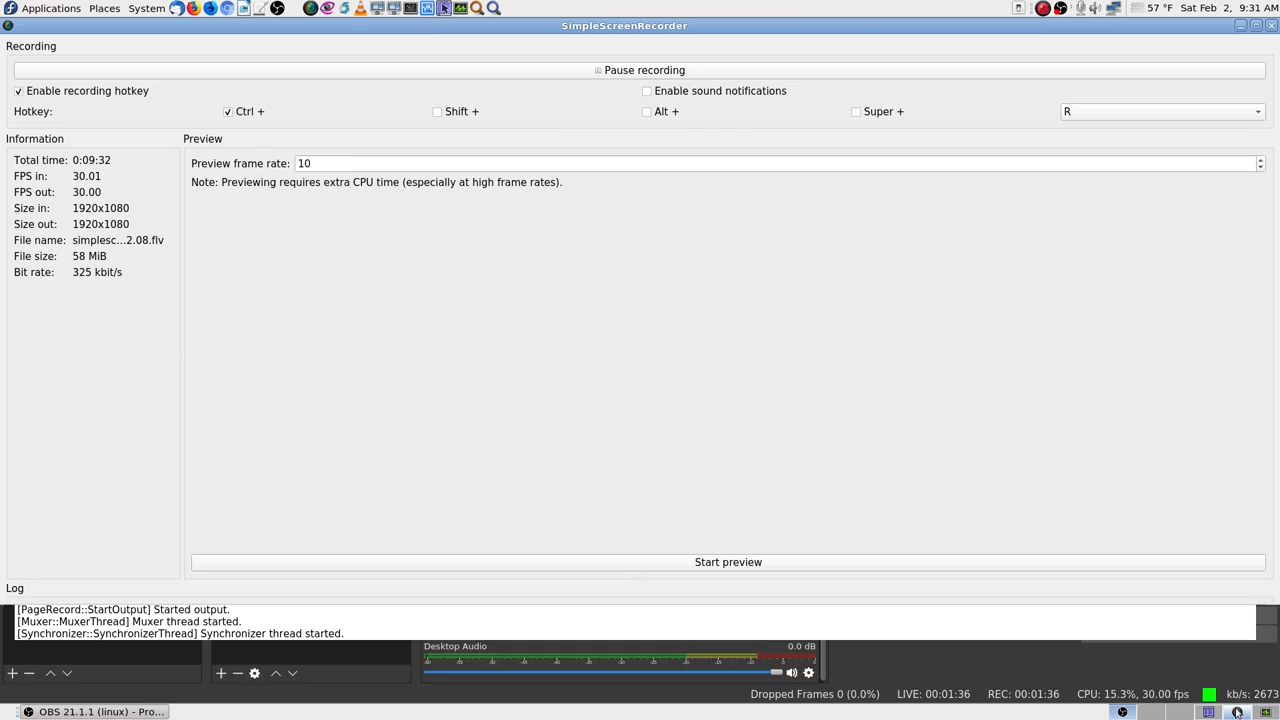 Applications Places System 57 °F Sat Feb 2, 9:31 AM
SimpleScreenRecorder
Recording
Pause recording
Enable recording hotkey Enable sound notifications
Hotkey: Ctrl + Shift + Alt + Super + R
Information Preview
Total time: 0:09:32
Preview frame rate: 10
FPS in: 30.01
Note: Previewing requires extra CPU time (especially at high frame rates).
FPS out: 30.00
Size in: 1920x1080
Size out: 1920x1080
File name: simplesc...2.08.flv
File size: 58 MiB
Bit rate: 325 kbit/s
Start preview
Log
[PageRecord::StartOutput] Started output.
[Muxer::MuxerThread] Muxer thread started.
[Synchronizer::SynchronizerThread] Synchronizer thread started.
Desktop Audio 0.0 dB
Dropped Frames 0 (0.0%) LIVE: 00:01:36 REC: 00:01:36 CPU: 15.3%, 30.00 fps kb/s: 2673
OBS 21.1.1 (linux) - Pro...